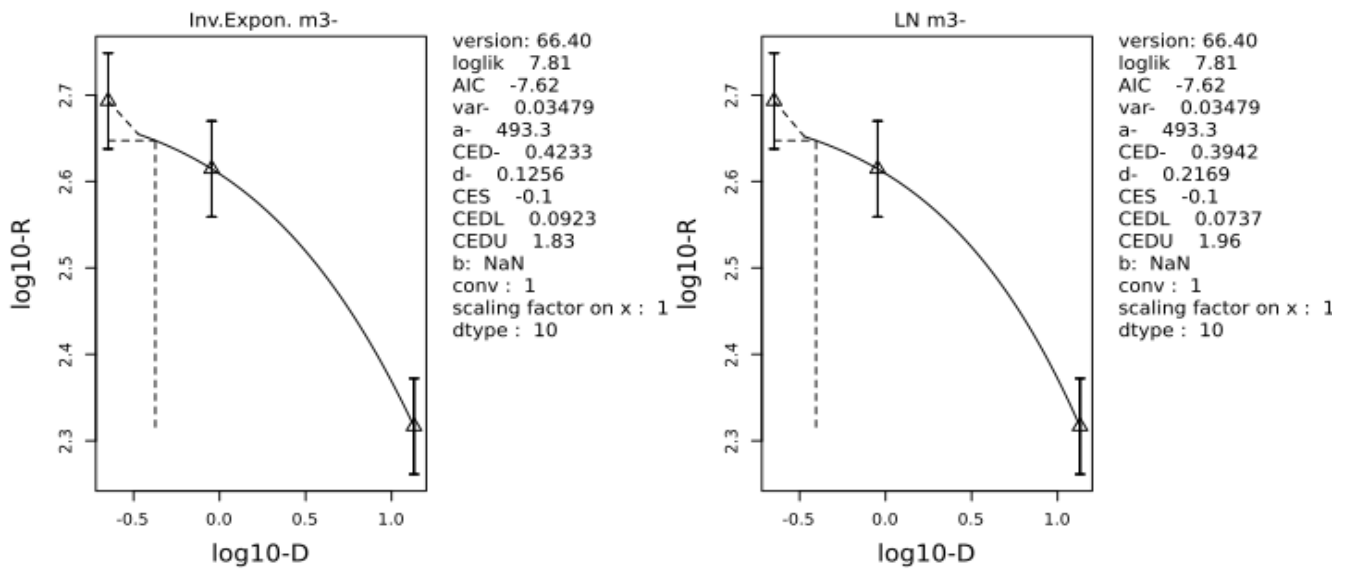 Inv.Expon. m3-
version: 66.40
loglik 7.81
AIC -7.62
var- 0.03479
a- 493.3
CED- 0.4233
d- 0.1256
CES -0.1
CEDL 0.0923
CEDU 1.83
b: NaN
conv : 1
scaling factor on x : 1
dtype : 10
log10-R
2.7
2.6
2.5
2.4
2.3
-0.5 0.0 0.5 1.0
log10-D
LN m3-
version: 66.40
loglik 7.81
AIC -7.62
var- 0.03479
a- 493.3
CED- 0.3942
d- 0.2169
CES -0.1
CEDL 0.0737
CEDU 1.96
b: NaN
conv : 1
scaling factor on x : 1
dtype : 10
log10-R
2.7
2.6
2.5
2.4
2.3
-0.5 0.0 0.5 1.0
log10-D